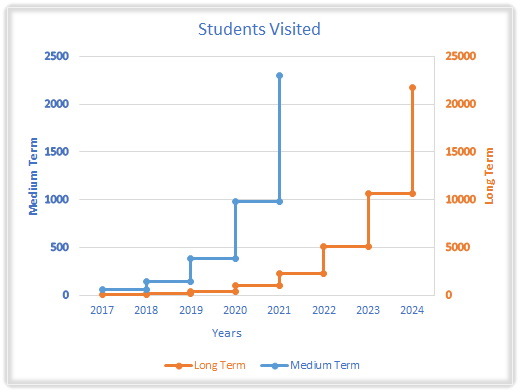 Students Visited
2500
2000
1500
1000
500
0
Medium Term
25000
20000
15000
10000
5000
0
Long Term
2017 2018 2019 2020 2021 2022 2023 2024
Years
Long Term Medium Term